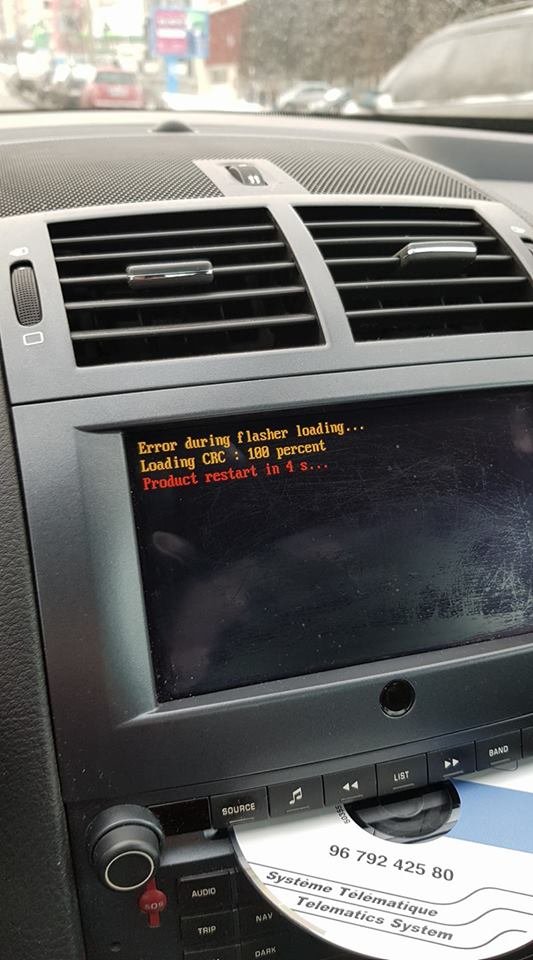 Error during flasher loading...
Loading CRC : 100 percent
Product restart in 4 s...
SOURCE
LIST
BAND
SOS
AUDIO
TRIP
NAV
DARK
50255
96 792 425 80
Système Télématique
Telematics System